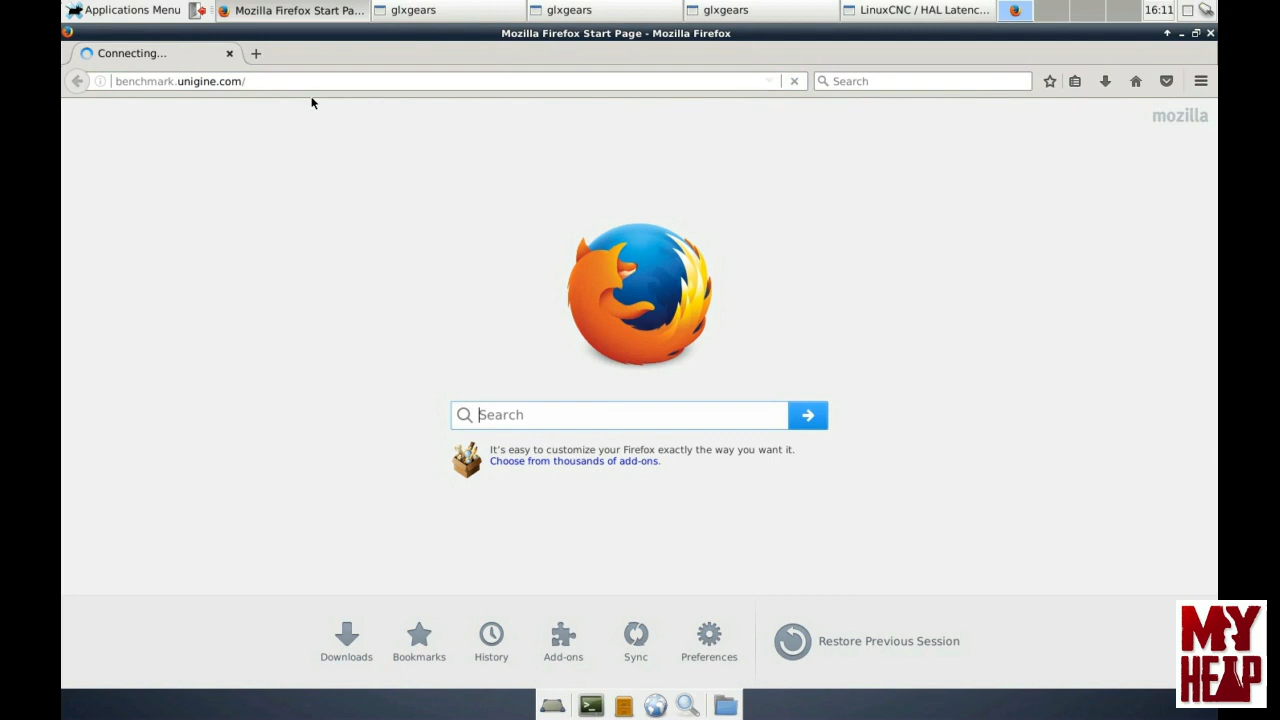 Applications Menu
Mozilla Firefox Start Pa...
glxgears
glxgears
glxgears
LinuxCNC / HAL Latenc...
16:11
Mozilla Firefox Start Page - Mozilla Firefox
Connecting...
benchmark.unigine.com/
Search
mozilla
Search
It's easy to customize your Firefox exactly the way you want it.
Choose from thousands of add-ons.
Downloads
Bookmarks
History
Add-ons
Sync
Preferences
Restore Previous Session
MY
HELP